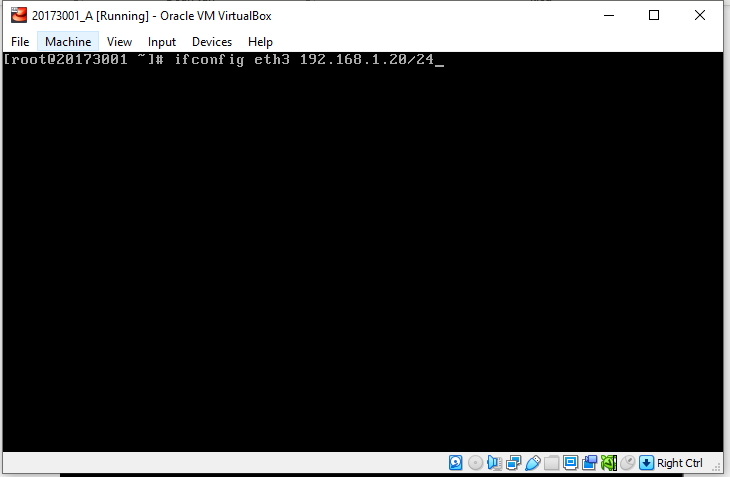 20173001_A [Running] - Oracle VM VirtualBox
File Machine View Input Devices Help
[root@20173001 ~]# ifconfig eth3 192.168.1.20/24_
Right Ctrl